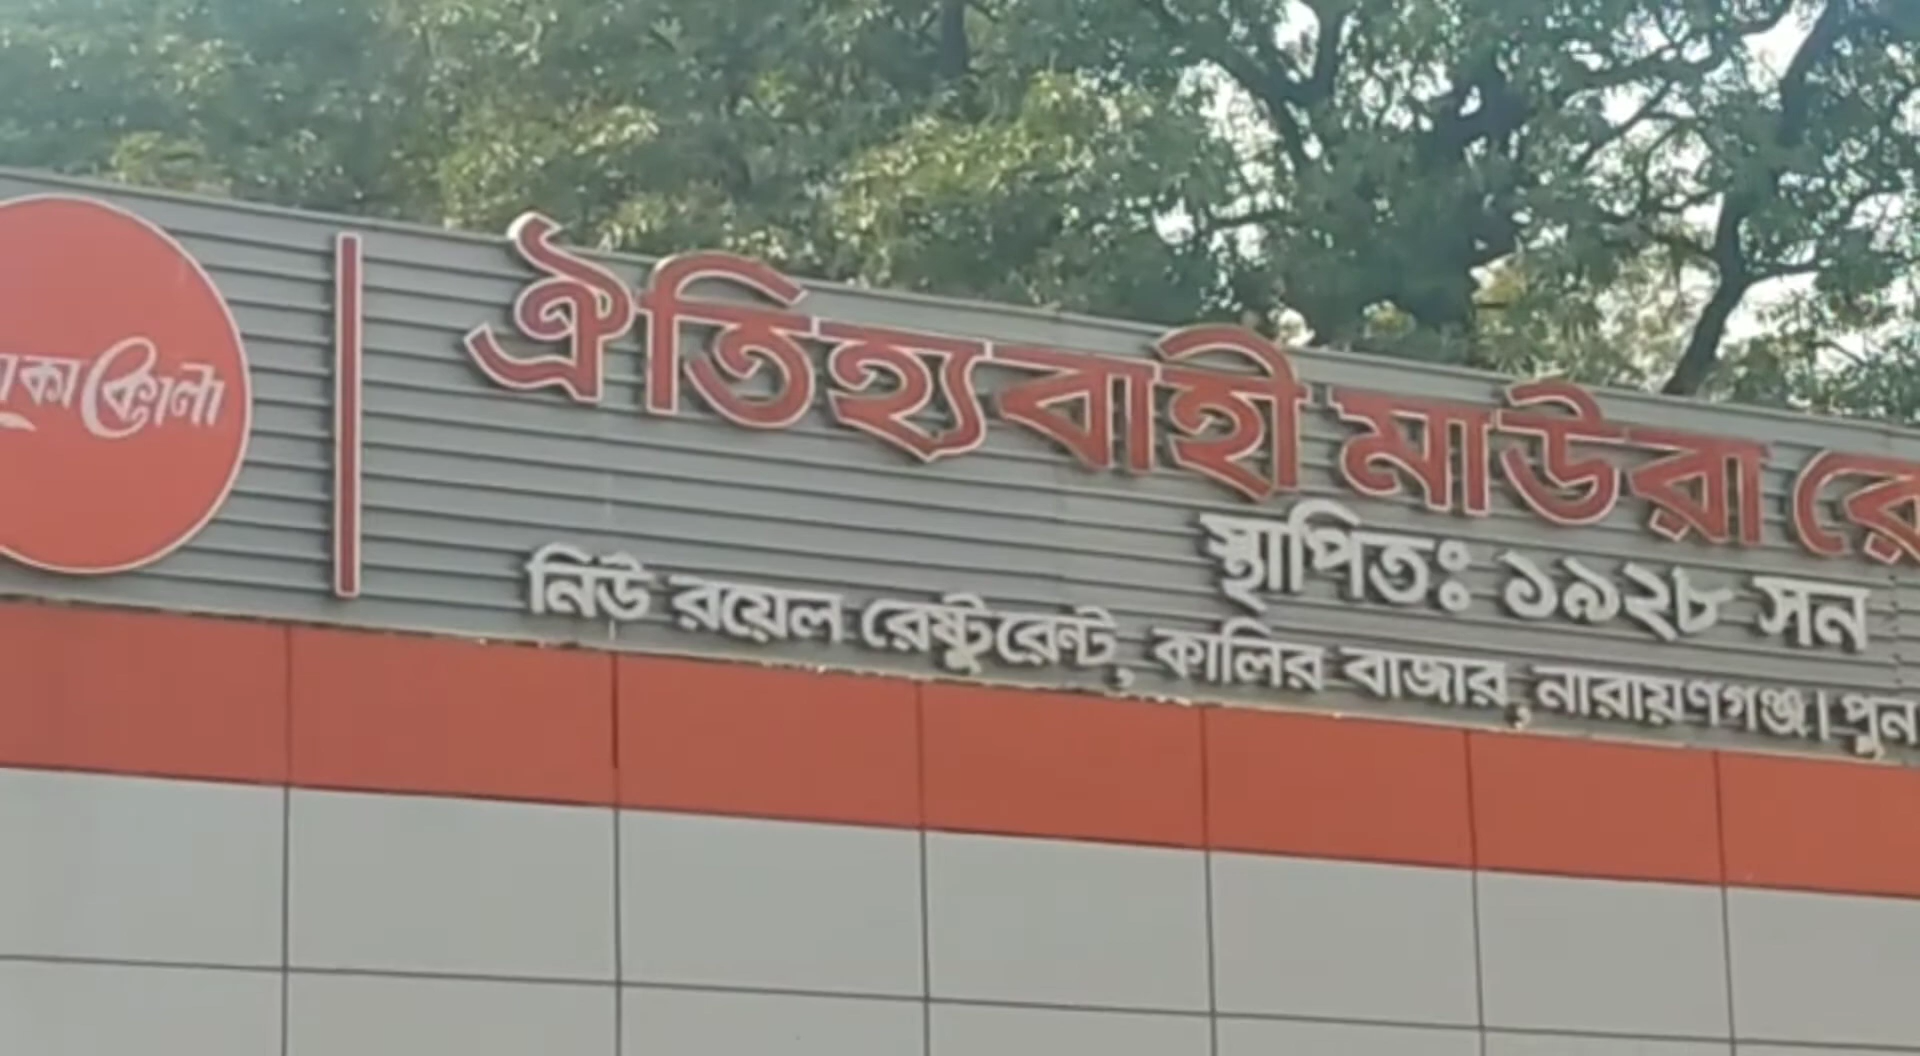 কোলা
ঐতিহ্যবাহী মাউরা
স্থাপিতঃ ১৯২৮ সন
নিউ রয়েল রেষ্টুরেন্ট, কালির বাজার, নারায়ণগঞ্জ।